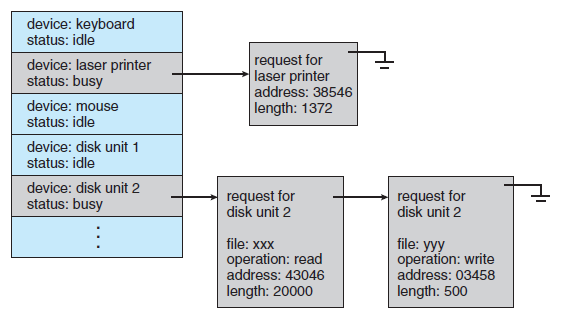 device: keyboard
status: idle
device: laser printer
status: busy
device: mouse
status: idle
device: disk unit 1
status: idle
device: disk unit 2
status: busy
request for
laser printer
address: 38546
length: 1372
request for
disk unit 2
file: xxx
operation: read
address: 43046
length: 20000
request for
disk unit 2
file: yyy
operation: write
address: 03458
length: 500